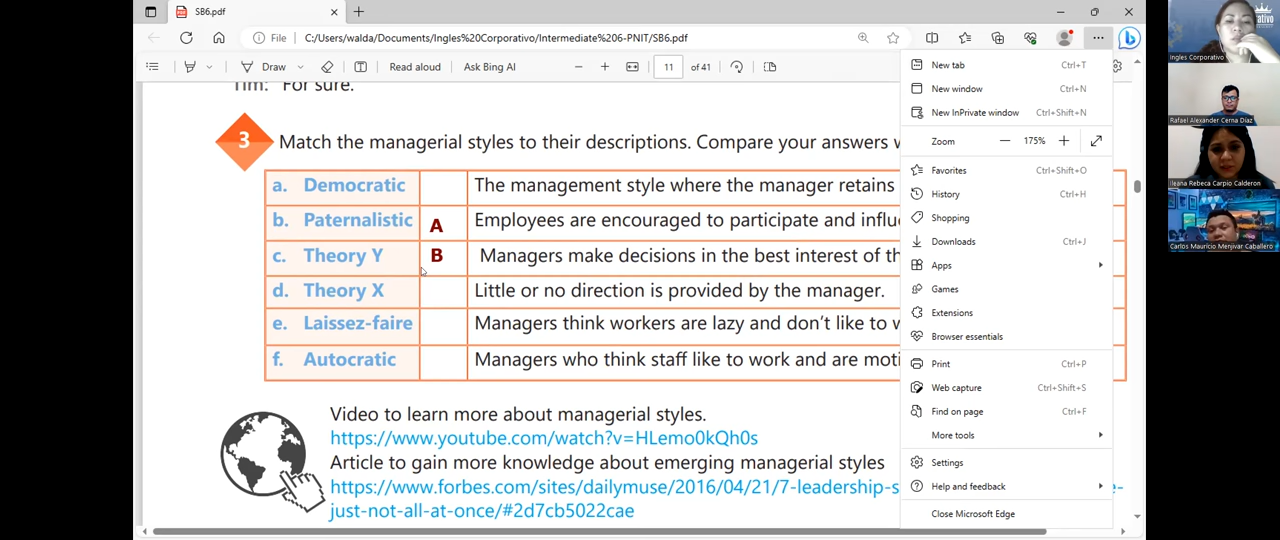 SB6.pdf
File
C:/Users/walda/Documents/Ingles%20Corporativo/Intermediate%206-PNIT/SB6.pdf
Draw
Read aloud
Ask Bing AI
11 of 41
Tim: For sure.
3
Match the managerial styles to their descriptions. Compare your answers w
a. Democratic
The management style where the manager retains
b. Paternalistic
A
Employees are encouraged to participate and influe
c. Theory Y
B
Managers make decisions in the best interest of th
d. Theory X
Little or no direction is provided by the manager.
e. Laissez-faire
Managers think workers are lazy and don't like to w
f. Autocratic
Managers who think staff like to work and are moti
Video to learn more about managerial styles.
https://www.youtube.com/watch?v=HLemo0kQh0s
Article to gain more knowledge about emerging managerial styles
https://www.forbes.com/sites/dailymuse/2016/04/21/7-leadership-s
e-
just-not-all-at-once/#2d7cb5022cae
New tab Ctrl+T
New window Ctrl+N
New InPrivate window Ctrl+Shift+N
Zoom 175%
Favorites Ctrl+Shift+O
History Ctrl+H
Shopping
Downloads Ctrl+J
Apps
Games
Extensions
Browser essentials
Print Ctrl+P
Web capture Ctrl+Shift+S
Find on page Ctrl+F
More tools
Settings
Help and feedback
Close Microsoft Edge
ativo
Ingles Corporativo
Rafael Alexander Cerna Diaz
Ileana Rebeca Carpio Calderon
Carlos Mauricio Menjivar Caballero